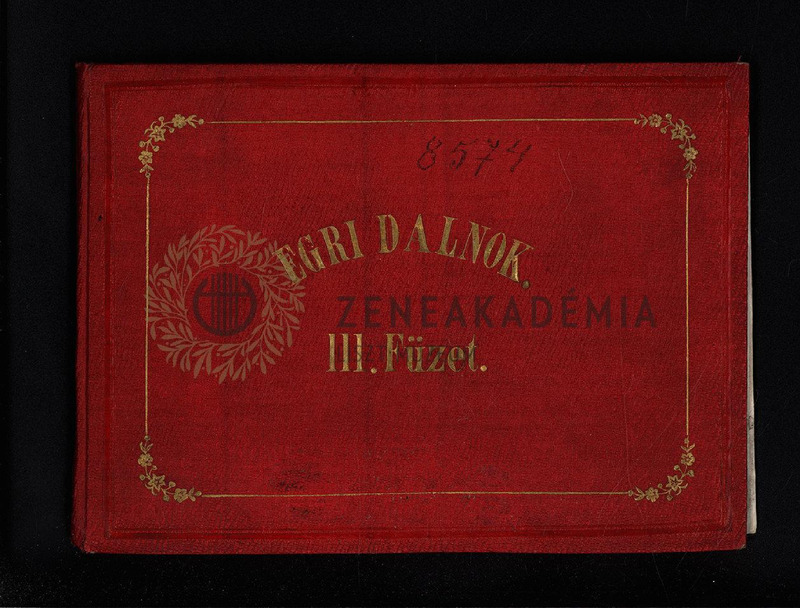 8574
EGRI DALNOK.
ZENEAKADÉMIA
III. Füzet.